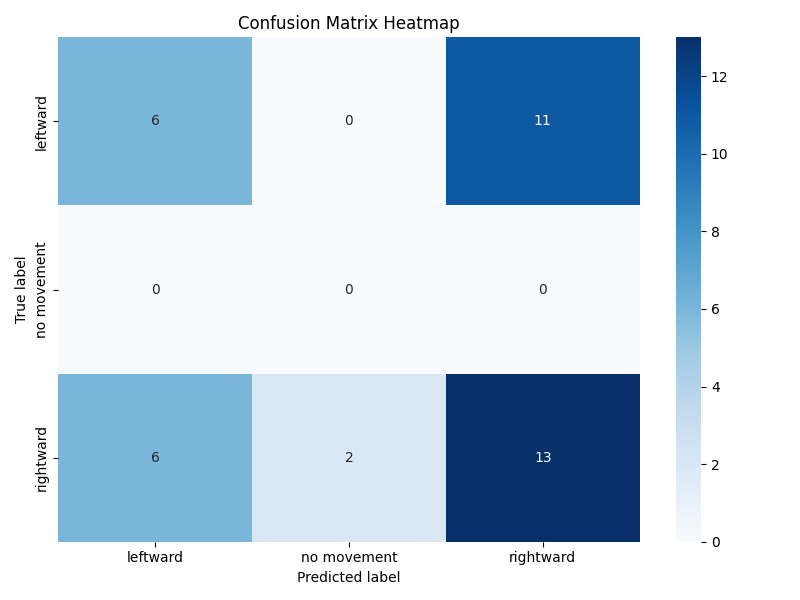 Confusion Matrix Heatmap
True label
leftward
no movement
rightward
6
0
11
0
0
0
6
2
13
leftward
no movement
rightward
Predicted label
12
10
8
6
4
2
0